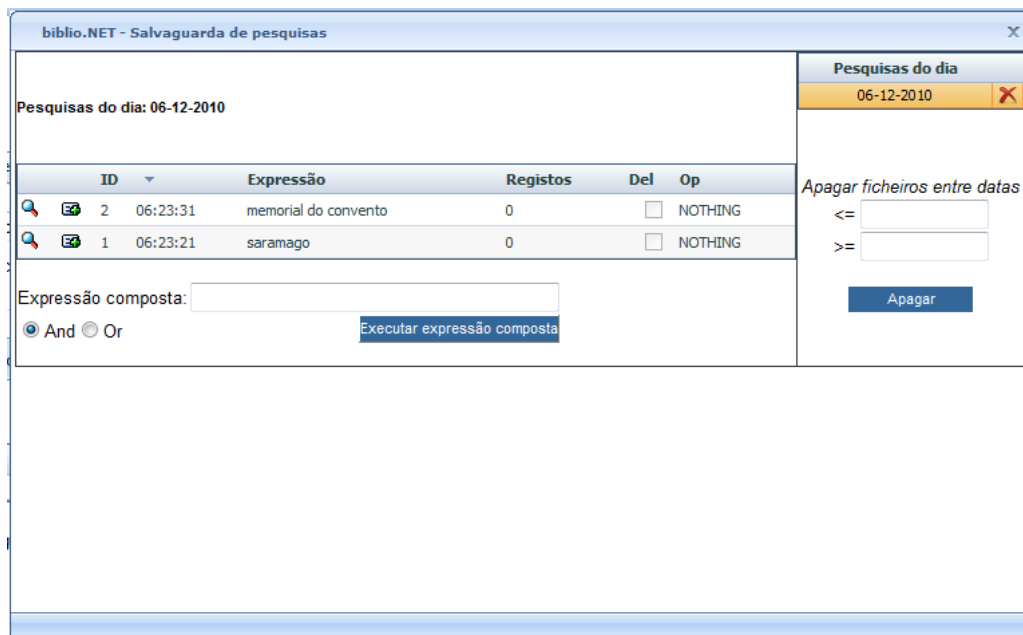 biblio.NET - Salvaguarda de pesquisas
X
Pesquisas do dia: 06-12-2010
ID Expressão Registos Del Op
2 06:23:31 memorial do convento 0 NOTHING
1 06:23:21 saramago 0 NOTHING
Expressão composta:
And Or Executar expressão composta
Pesquisas do dia
06-12-2010
Apagar ficheiros entre datas
<=
>=
Apagar